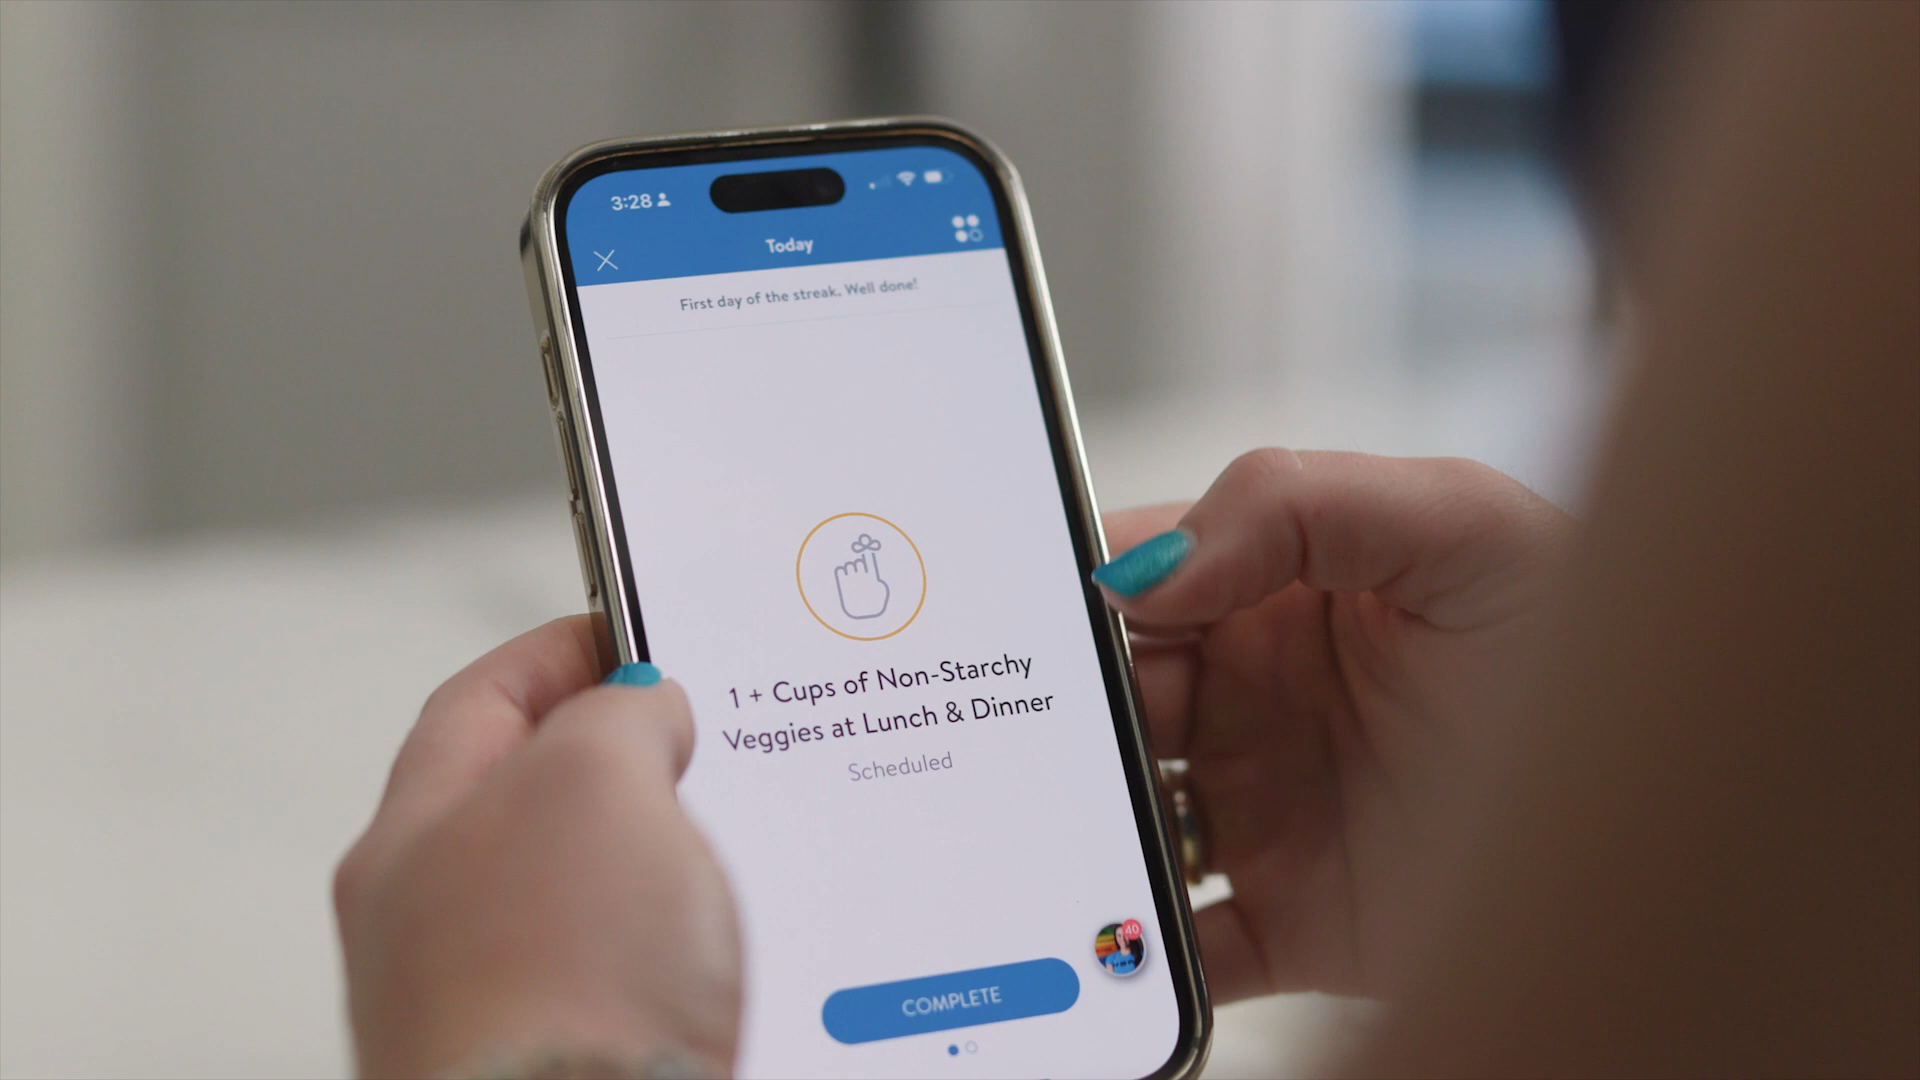 3:28
Today
First day of the streak. Well done!
1 + Cups of Non-Starchy
Veggies at Lunch & Dinner
Scheduled
40
COMPLETE